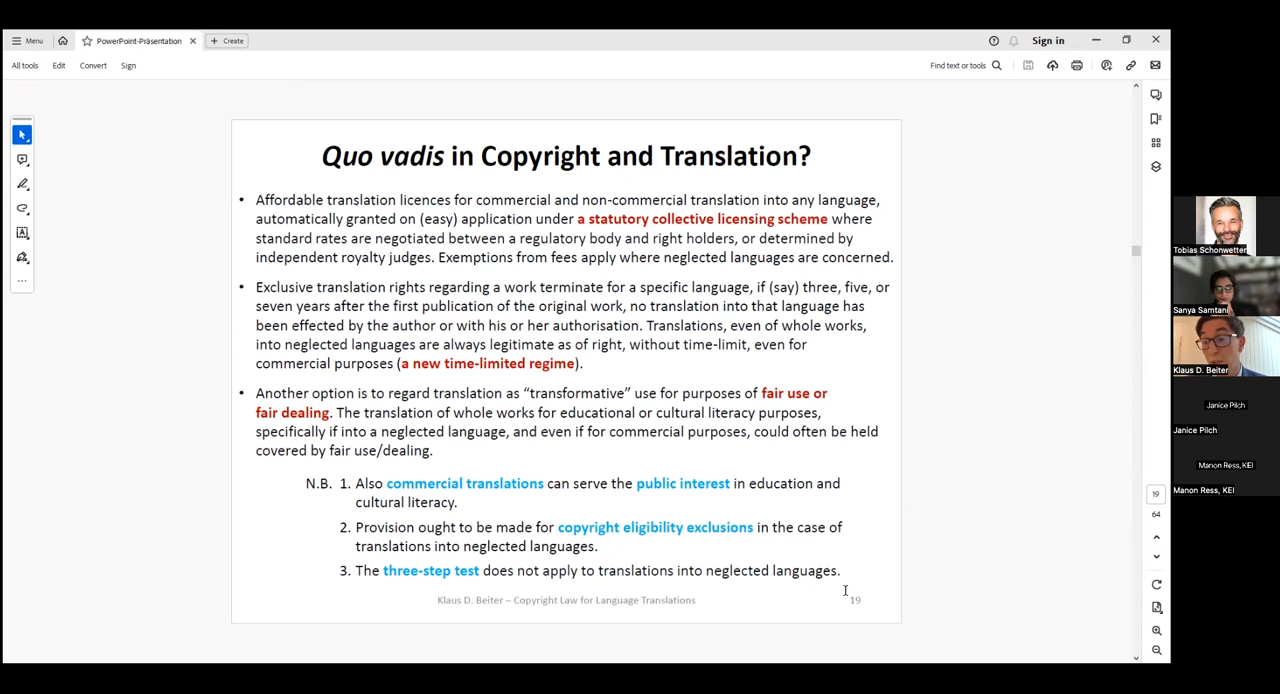 Menu
PowerPoint-Präsentation
Create
Sign in
All tools Edit Convert Sign
Find text or tools
Quo vadis in Copyright and Translation?
• Affordable translation licences for commercial and non-commercial translation into any language,
automatically granted on (easy) application under a statutory collective licensing scheme where
standard rates are negotiated between a regulatory body and right holders, or determined by
independent royalty judges. Exemptions from fees apply where neglected languages are concerned.
• Exclusive translation rights regarding a work terminate for a specific language, if (say) three, five, or
seven years after the first publication of the original work, no translation into that language has
been effected by the author or with his or her authorisation. Translations, even of whole works,
into neglected languages are always legitimate as of right, without time-limit, even for
commercial purposes (a new time-limited regime).
• Another option is to regard translation as “transformative” use for purposes of fair use or
fair dealing. The translation of whole works for educational or cultural literacy purposes,
specifically if into a neglected language, and even if for commercial purposes, could often be held
covered by fair use/dealing.
N.B. 1. Also commercial translations can serve the public interest in education and
cultural literacy.
2. Provision ought to be made for copyright eligibility exclusions in the case of
translations into neglected languages.
3. The three-step test does not apply to translations into neglected languages.
Klaus D. Beiter – Copyright Law for Language Translations
19
19
64
Tobias Schonwetter
Sanya Samtani
Klaus D. Beiter
Janice Pilch
Janice Pilch
Manon Ress, KEI
Manon Ress, KEI